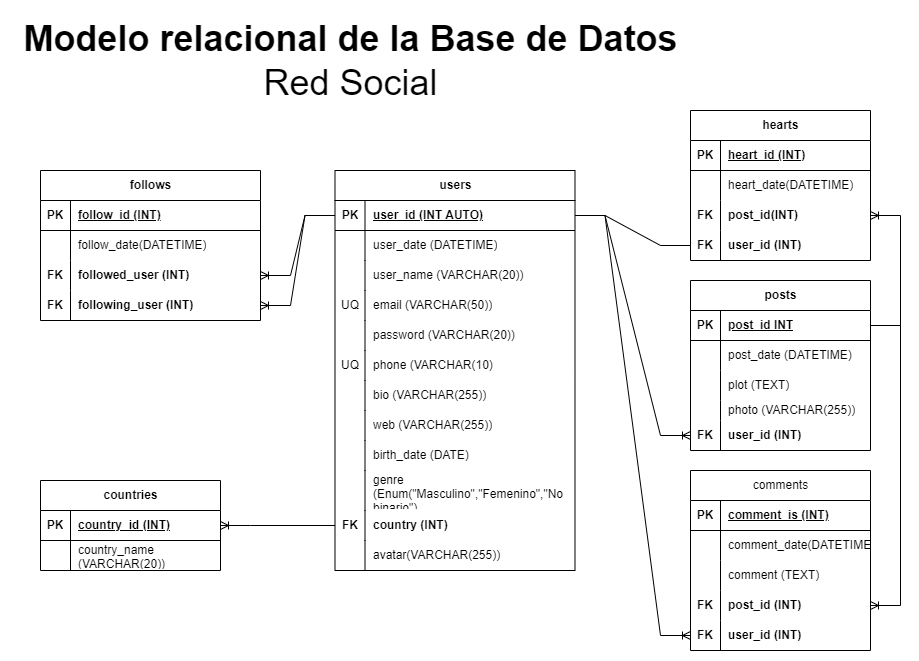 Modelo relacional de la Base de Datos
Red Social
follows
PK follow_id (INT)
follow_date(DATETIME)
FK followed_user (INT)
FK following_user (INT)
countries
PK country_id (INT)
country_name
(VARCHAR(20))
users
PK user_id (INT AUTO)
user_date (DATETIME)
user_name (VARCHAR(20))
UQ email (VARCHAR(50))
password (VARCHAR(20))
UQ phone (VARCHAR(10)
bio (VARCHAR(255))
web (VARCHAR(255))
birth_date (DATE)
genre
(Enum("Masculino","Femenino","No
binario")
FK country (INT)
avatar(VARCHAR(255))
hearts
PK heart_id (INT)
heart_date(DATETIME)
FK post_id(INT)
FK user_id (INT)
posts
PK post_id INT
post_date (DATETIME)
plot (TEXT)
photo (VARCHAR(255))
FK user_id (INT)
comments
PK comment_is (INT)
comment_date(DATETIME
comment (TEXT)
FK post_id (INT)
FK user_id (INT)